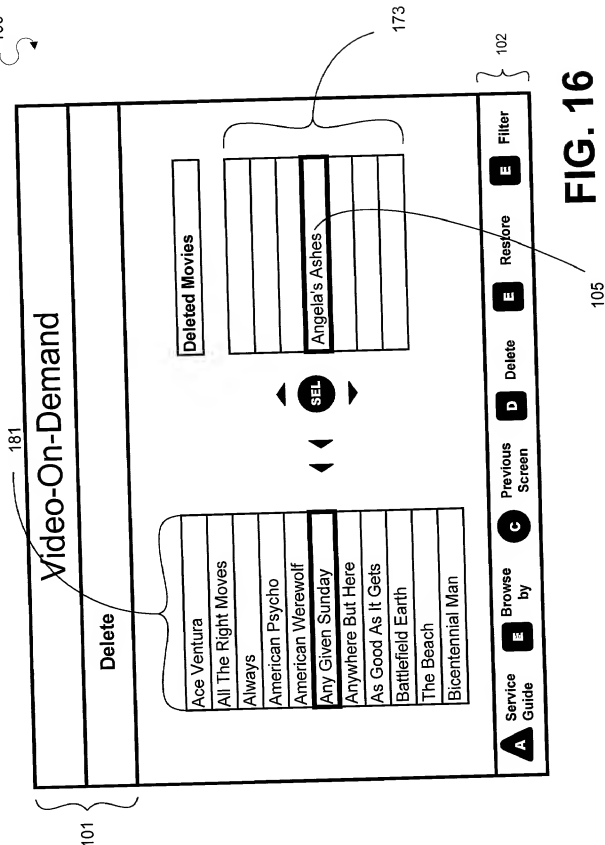 181
Video-On-Demand
101
Delete
Ace Ventura
All The Right Moves
Always
American Psycho
American Werewolf
Any Given Sunday
Anywhere But Here
As Good As It Gets
Battlefield Earth
The Beach
Bicentennial Man
SEL
Deleted Movies
Angela's Ashes
173
105
A Service Guide
E Browse by
C Previous Screen
D Delete
E Restore
E Filter
102
FIG. 16